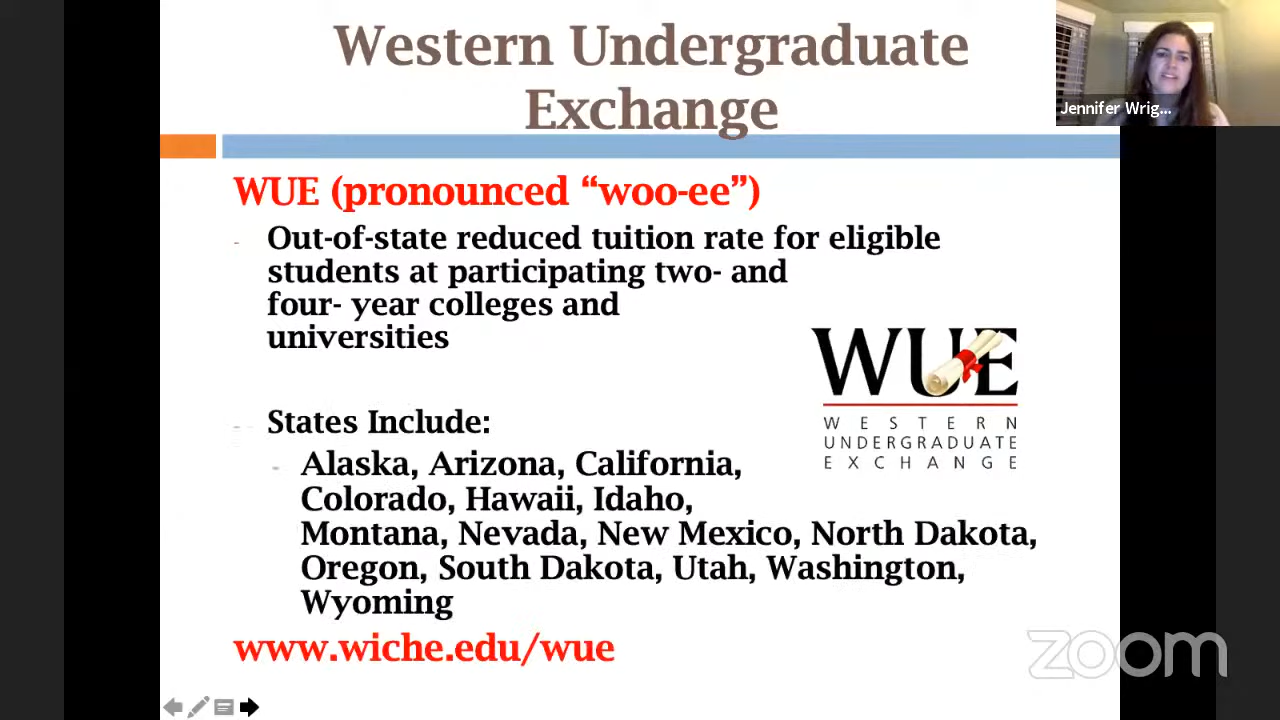 Western Undergraduate
Exchange
Jennifer Wrig...
WUE (pronounced “woo-ee”)
- Out-of-state reduced tuition rate for eligible
students at participating two- and
four- year colleges and
universities
WUE
WESTERN
UNDERGRADUATE
EXCHANGE
- States Include:
- Alaska, Arizona, California,
Colorado, Hawaii, Idaho,
Montana, Nevada, New Mexico, North Dakota,
Oregon, South Dakota, Utah, Washington,
Wyoming
www.wiche.edu/wue
zoom